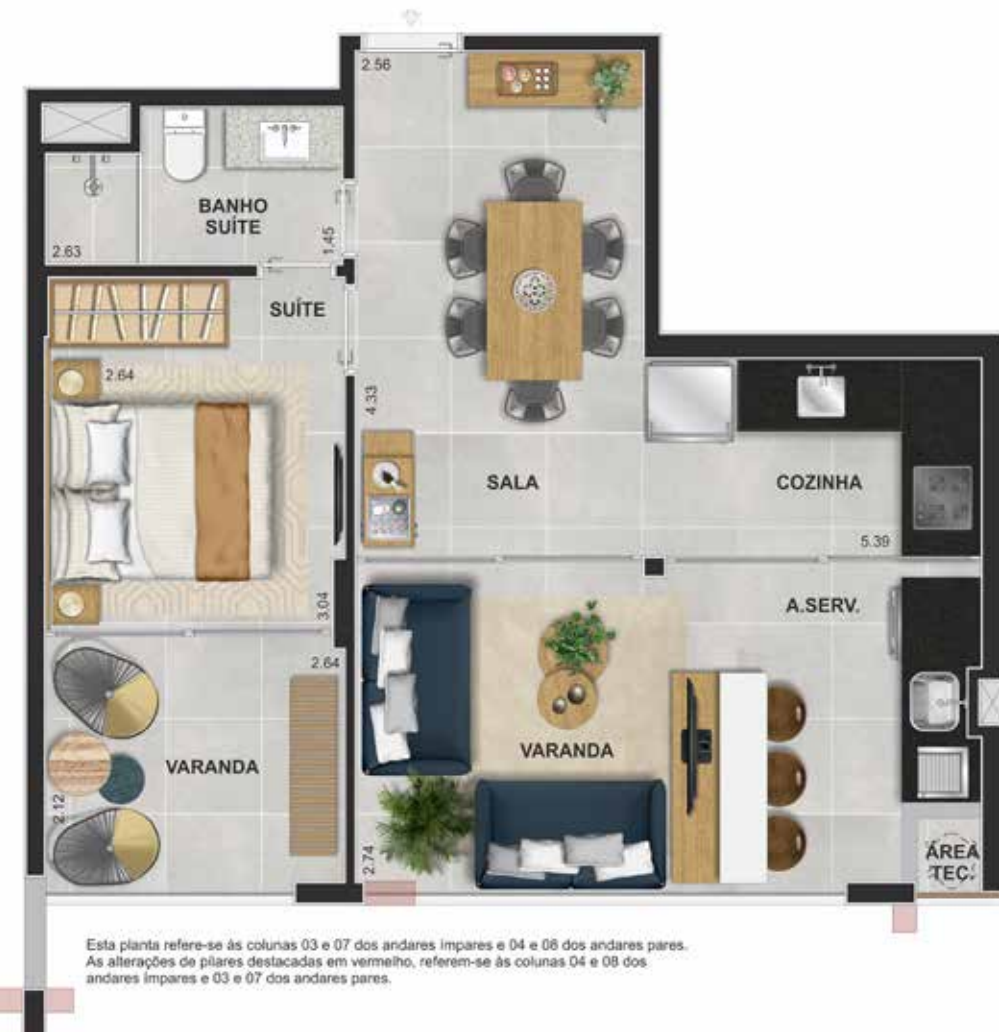 2.56
BANHO
SUÍTE
2.63
1.45
SUÍTE
2.64
4.33
SALA
COZINHA
5.39
3.04
A.SERV.
2.64
VARANDA
VARANDA
2.12
2.74
ÁREA
TEC.
Esta planta refere-se às colunas 03 e 07 dos andares ímpares e 04 e 08 dos andares pares.
As alterações de pilares destacadas em vermelho, referem-se às colunas 04 e 08 dos
andares ímpares e 03 e 07 dos andares pares.